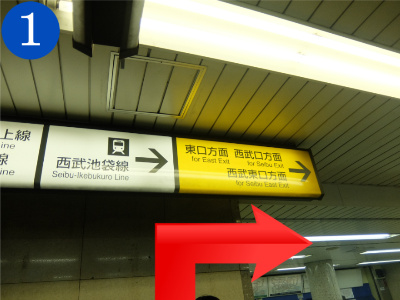 1
上線
ine
線
ine
西武池袋線
Seibu-Ikebukuro Line
東口方面 西武口方面
for East Exit for Seibu Exit
西武東口方面
for Seibu East Exit